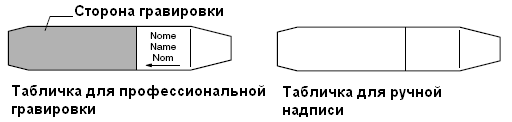 Сторона гравировки
Nome
Name
Nom
Табличка для профессиональной
гравировки
Табличка для ручной
надписи